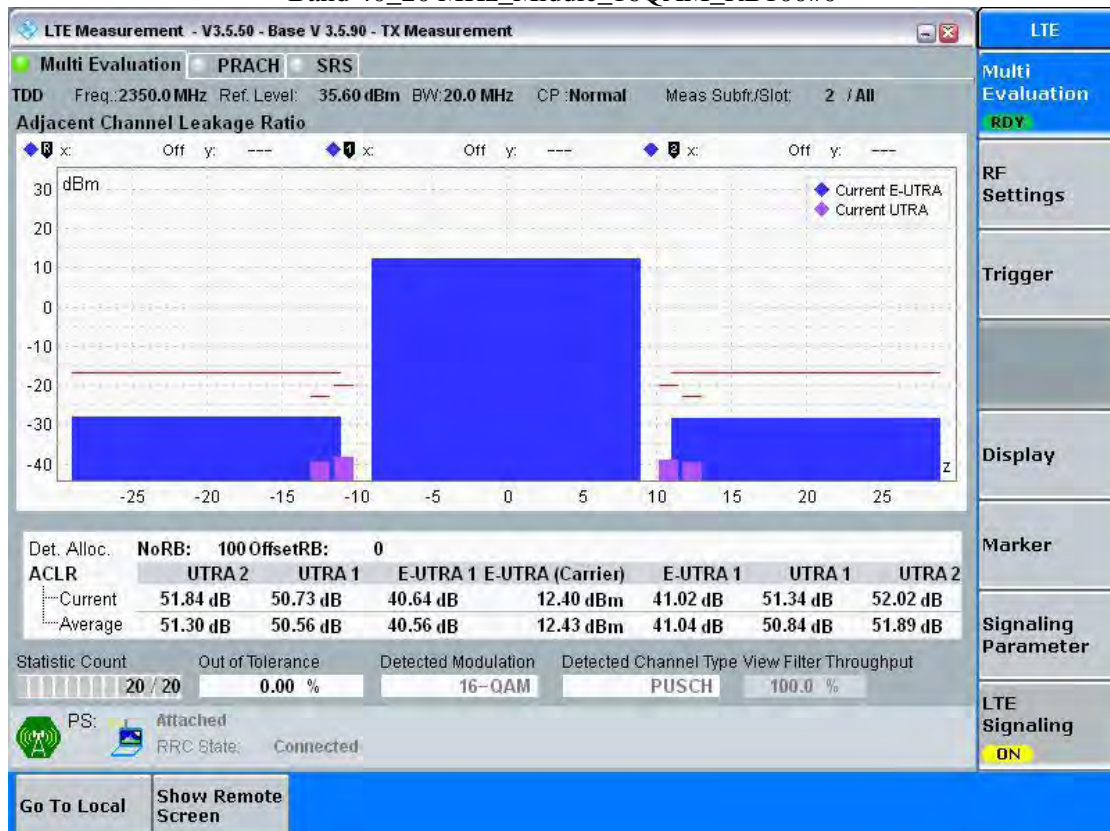 LTE Measurement - V3.5.50 - Base V 3.5.90 - TX Measurement
LTE
Multi Evaluation PRACH SRS
Multi Evaluation
RDY
TDD Freq.:2350.0 MHz Ref. Level: 35.60 dBm BW:20.0 MHz CP :Normal Meas Subfr./Slot: 2 / All
Adjacent Channel Leakage Ratio
R x: Off y: --- 1 x: Off y: --- 2 x: Off y: ---
dBm
Current E-UTRA
Current UTRA
30
20
10
0
-10
-20
-30
-40
z
-25 -20 -15 -10 -5 0 5 10 15 20 25
RF Settings
Trigger
Display
Marker
Signaling Parameter
LTE Signaling
ON
Det. Alloc. NoRB: 100 OffsetRB: 0
ACLR UTRA 2 UTRA 1 E-UTRA 1 E-UTRA (Carrier) E-UTRA 1 UTRA 1 UTRA 2
Current 51.84 dB 50.73 dB 40.64 dB 12.40 dBm 41.02 dB 51.34 dB 52.02 dB
Average 51.30 dB 50.56 dB 40.56 dB 12.43 dBm 41.04 dB 50.84 dB 51.89 dB
Statistic Count Out of Tolerance Detected Modulation Detected Channel Type View Filter Throughput
20 / 20 0.00 % 16-QAM PUSCH 100.0 %
PS: Attached
RRC State: Connected
Go To Local
Show Remote Screen